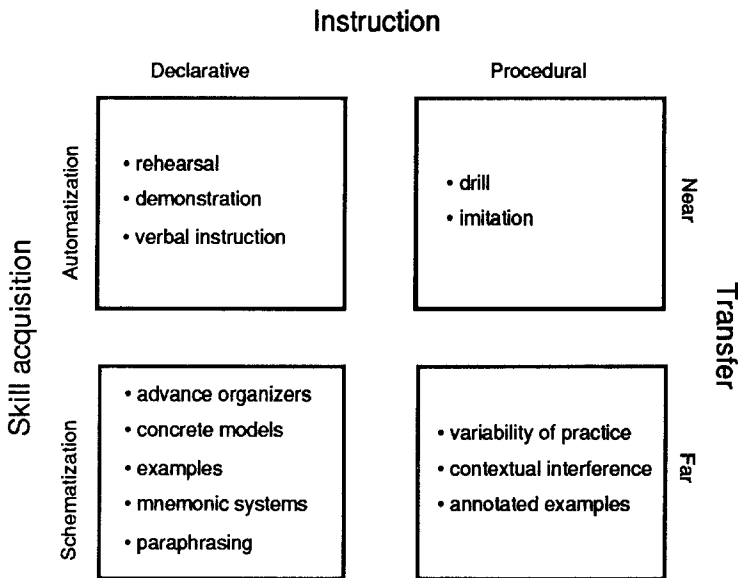 Instruction
Declarative
Procedural
Skill acquisition
Automatization
• rehearsal
• demonstration
• verbal instruction
• drill
• imitation
Near
Transfer
Schematization
• advance organizers
• concrete models
• examples
• mnemonic systems
• paraphrasing
• variability of practice
• contextual interference
• annotated examples
Far